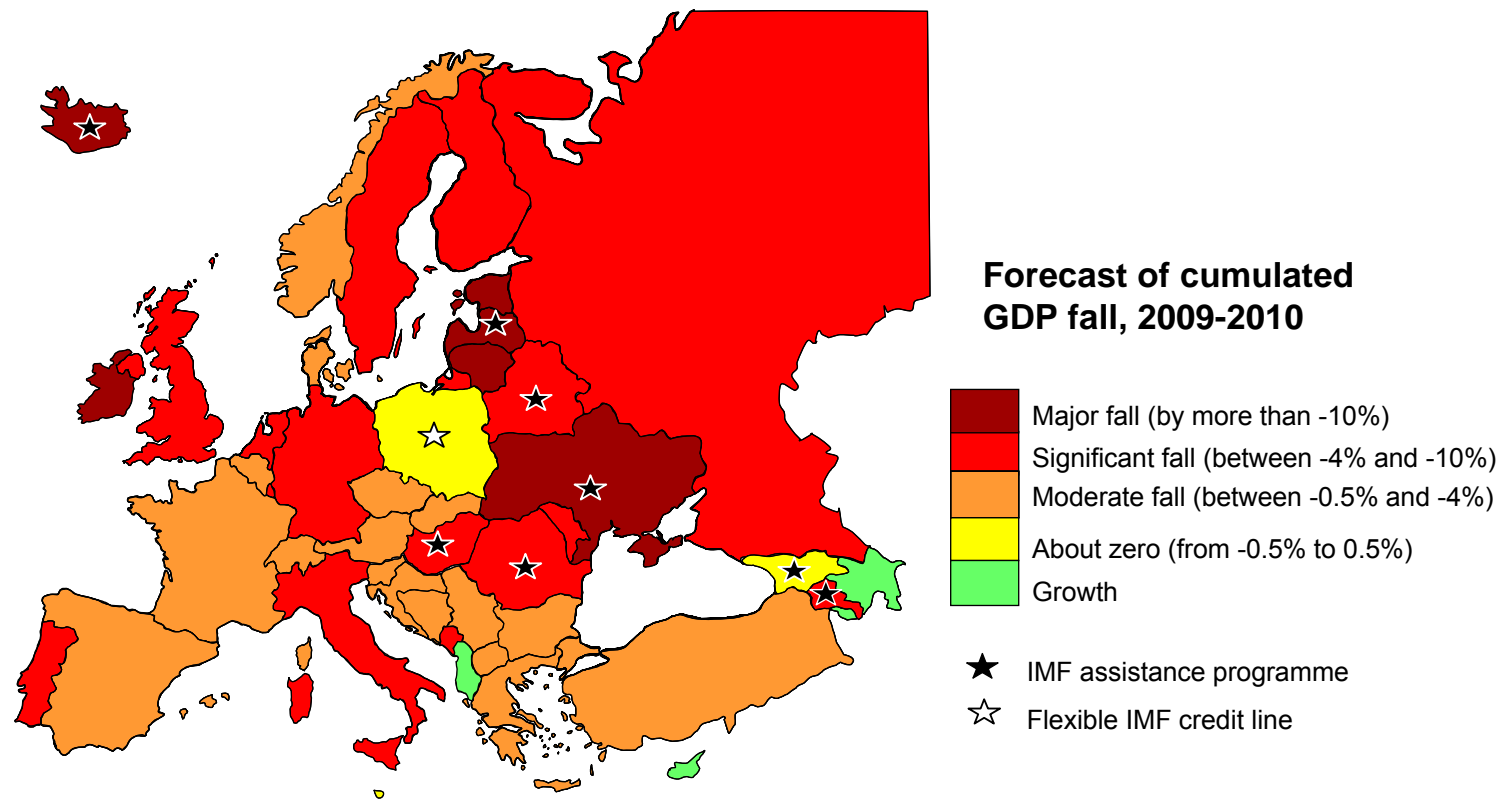 Forecast of cumulated
GDP fall, 2009-2010
Major fall (by more than -10%)
Significant fall (between -4% and -10%)
Moderate fall (between -0.5% and -4%)
About zero (from -0.5% to 0.5%)
Growth
IMF assistance programme
Flexible IMF credit line